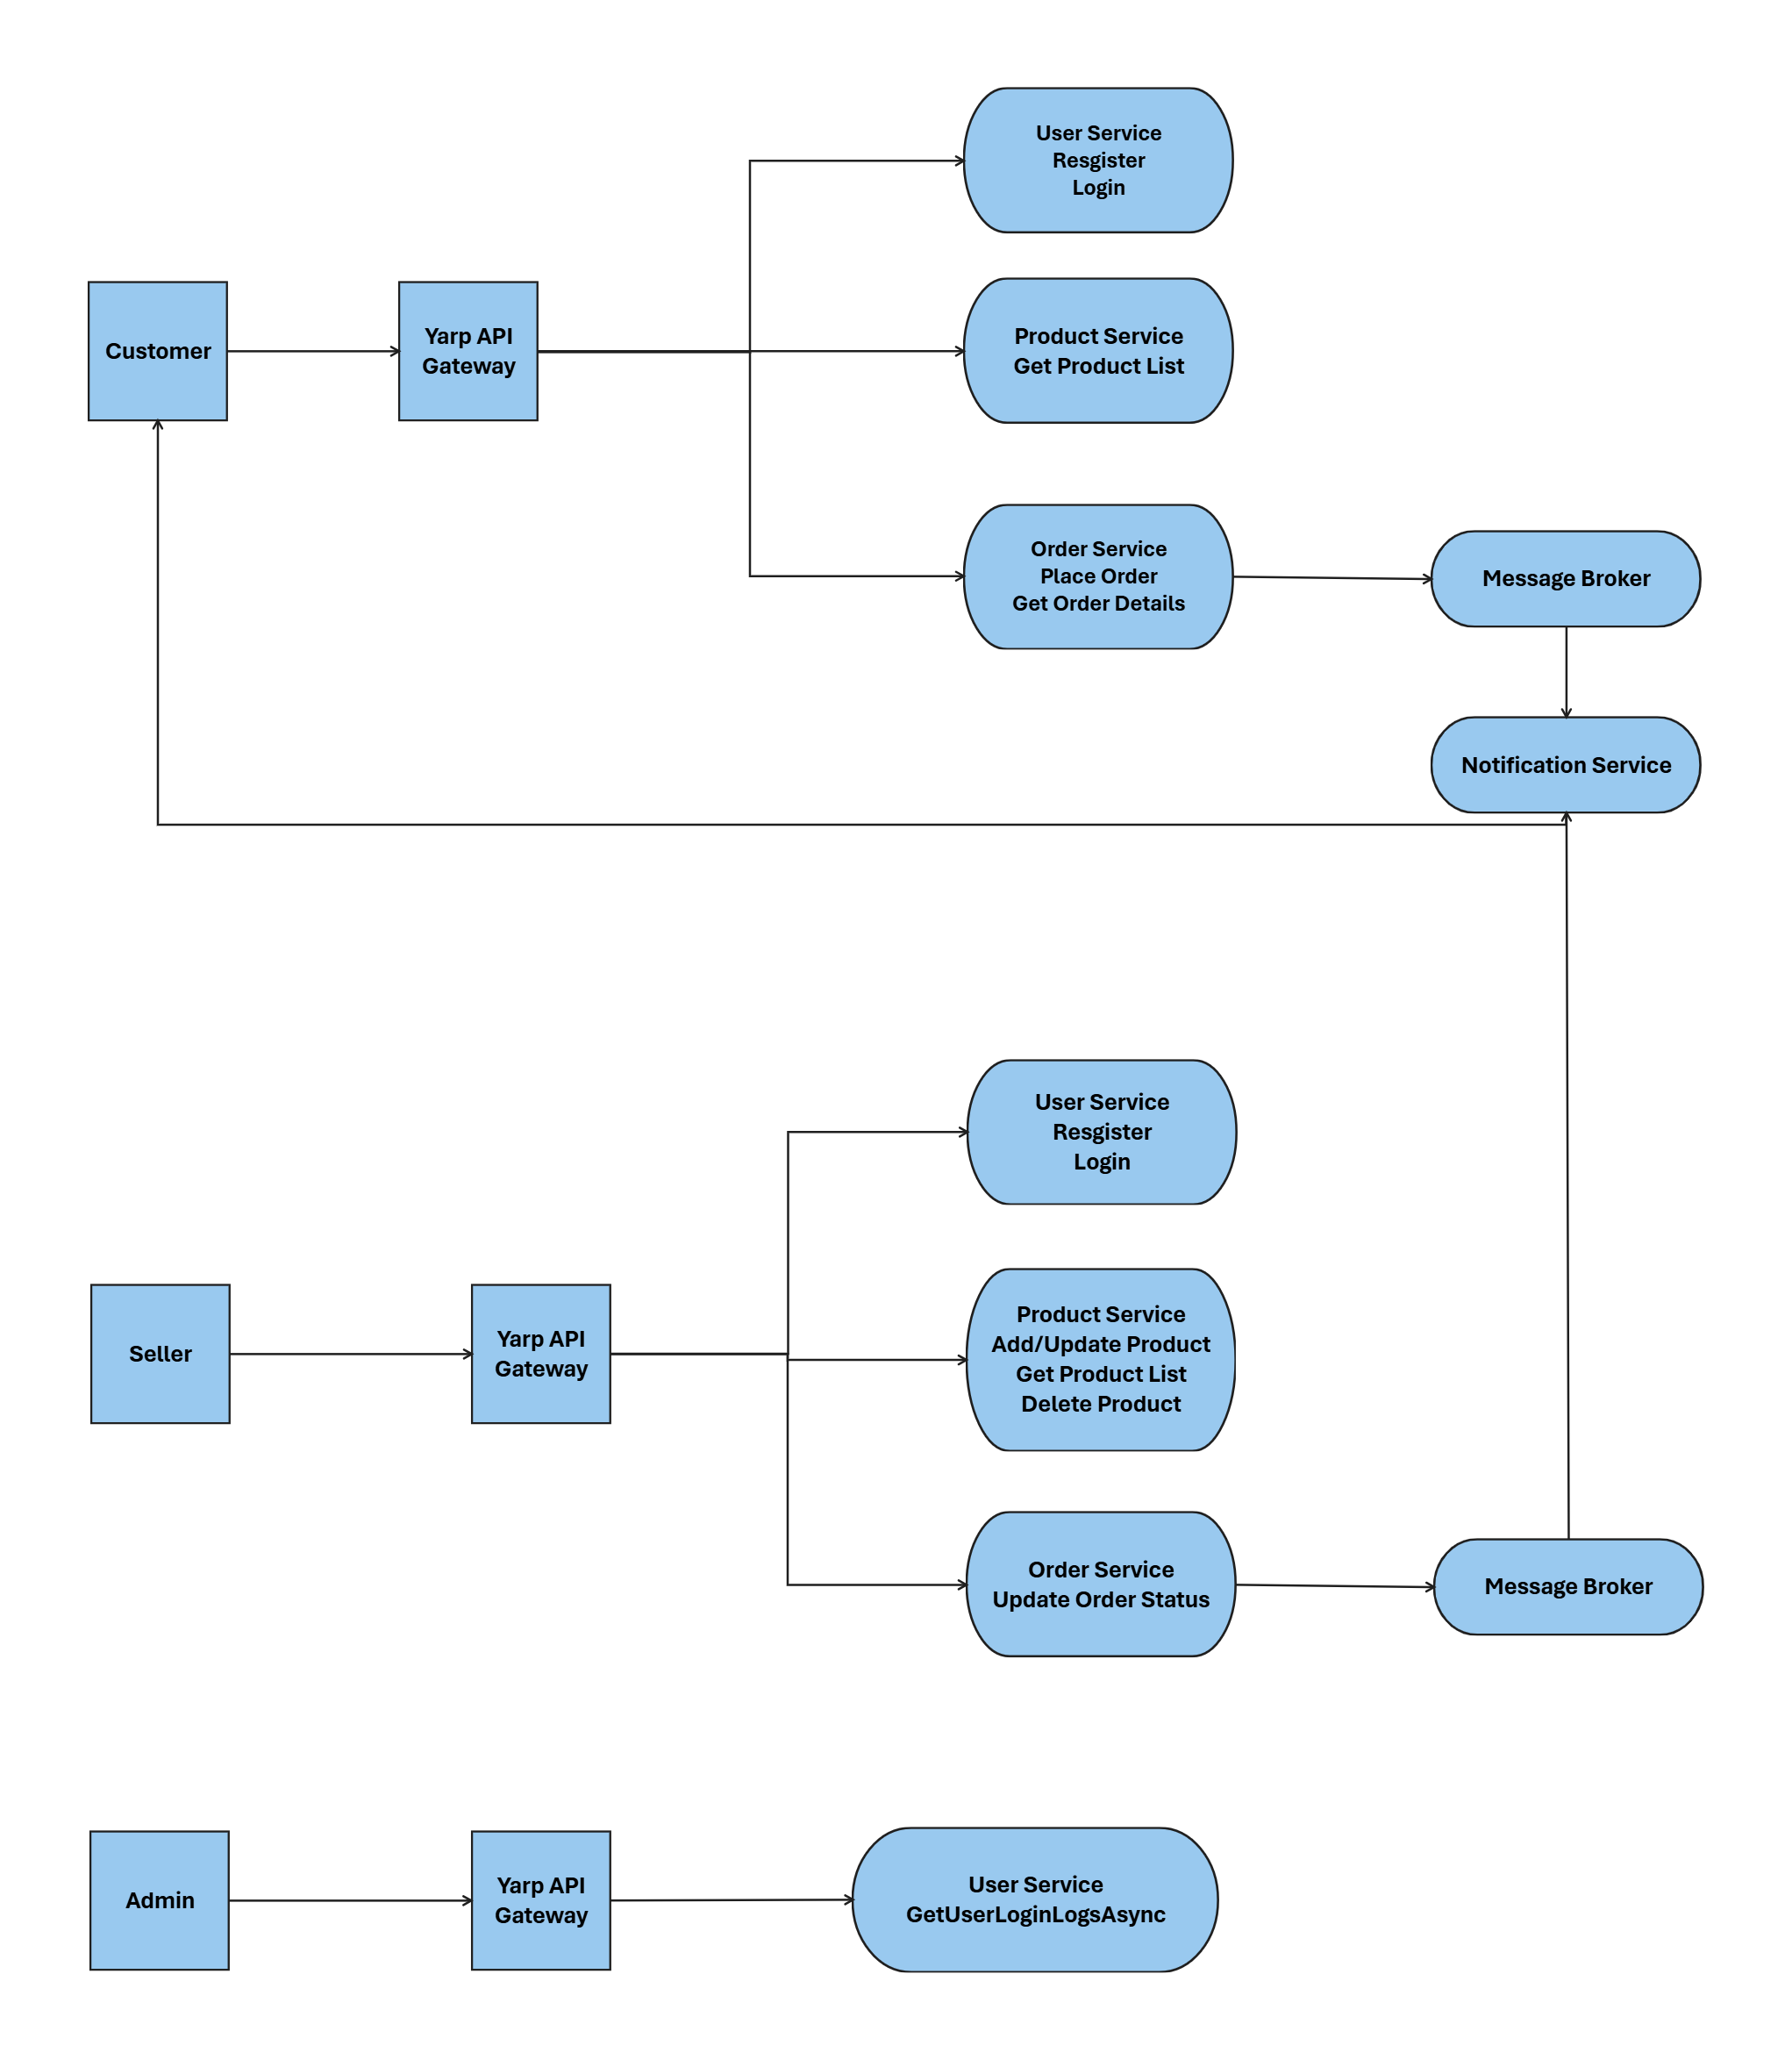 User Service
Resgister
Login
Customer
Yarp API
Gateway
Product Service
Get Product List
Order Service
Place Order
Get Order Details
Message Broker
Notification Service
User Service
Resgister
Login
Seller
Yarp API
Gateway
Product Service
Add/Update Product
Get Product List
Delete Product
Order Service
Update Order Status
Message Broker
Admin
Yarp API
Gateway
User Service
GetUserLoginLogsAsync